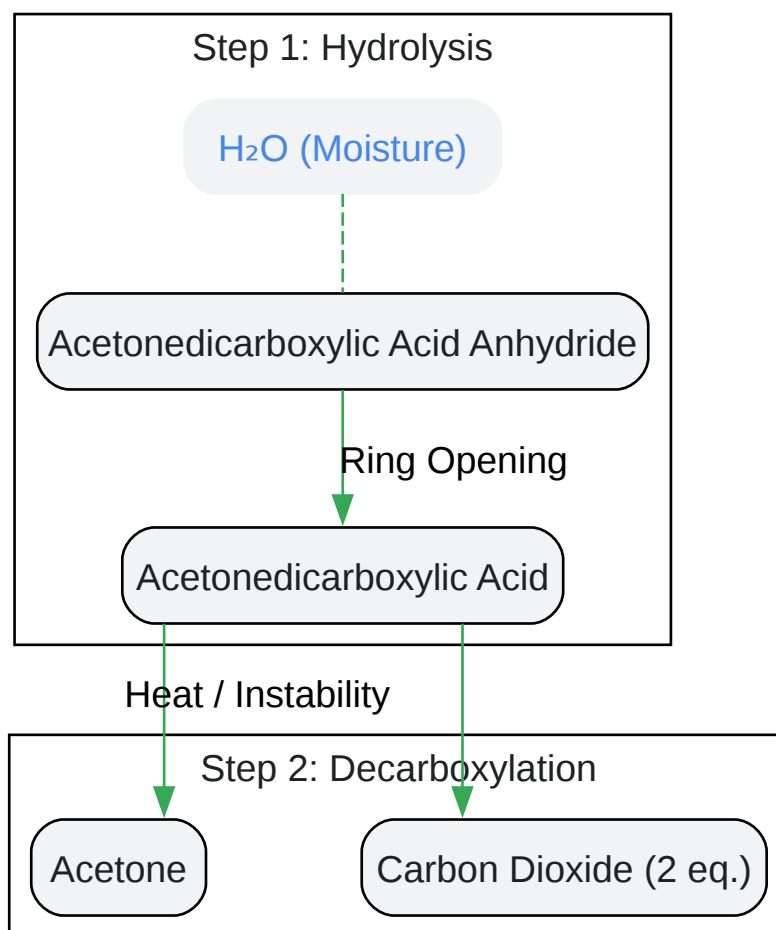 Step 1: Hydrolysis
H₂O (Moisture)
Acetonedicarboxylic Acid Anhydride
Ring Opening
Acetonedicarboxylic Acid
Heat / Instability
Step 2: Decarboxylation
Acetone
Carbon Dioxide (2 eq.)